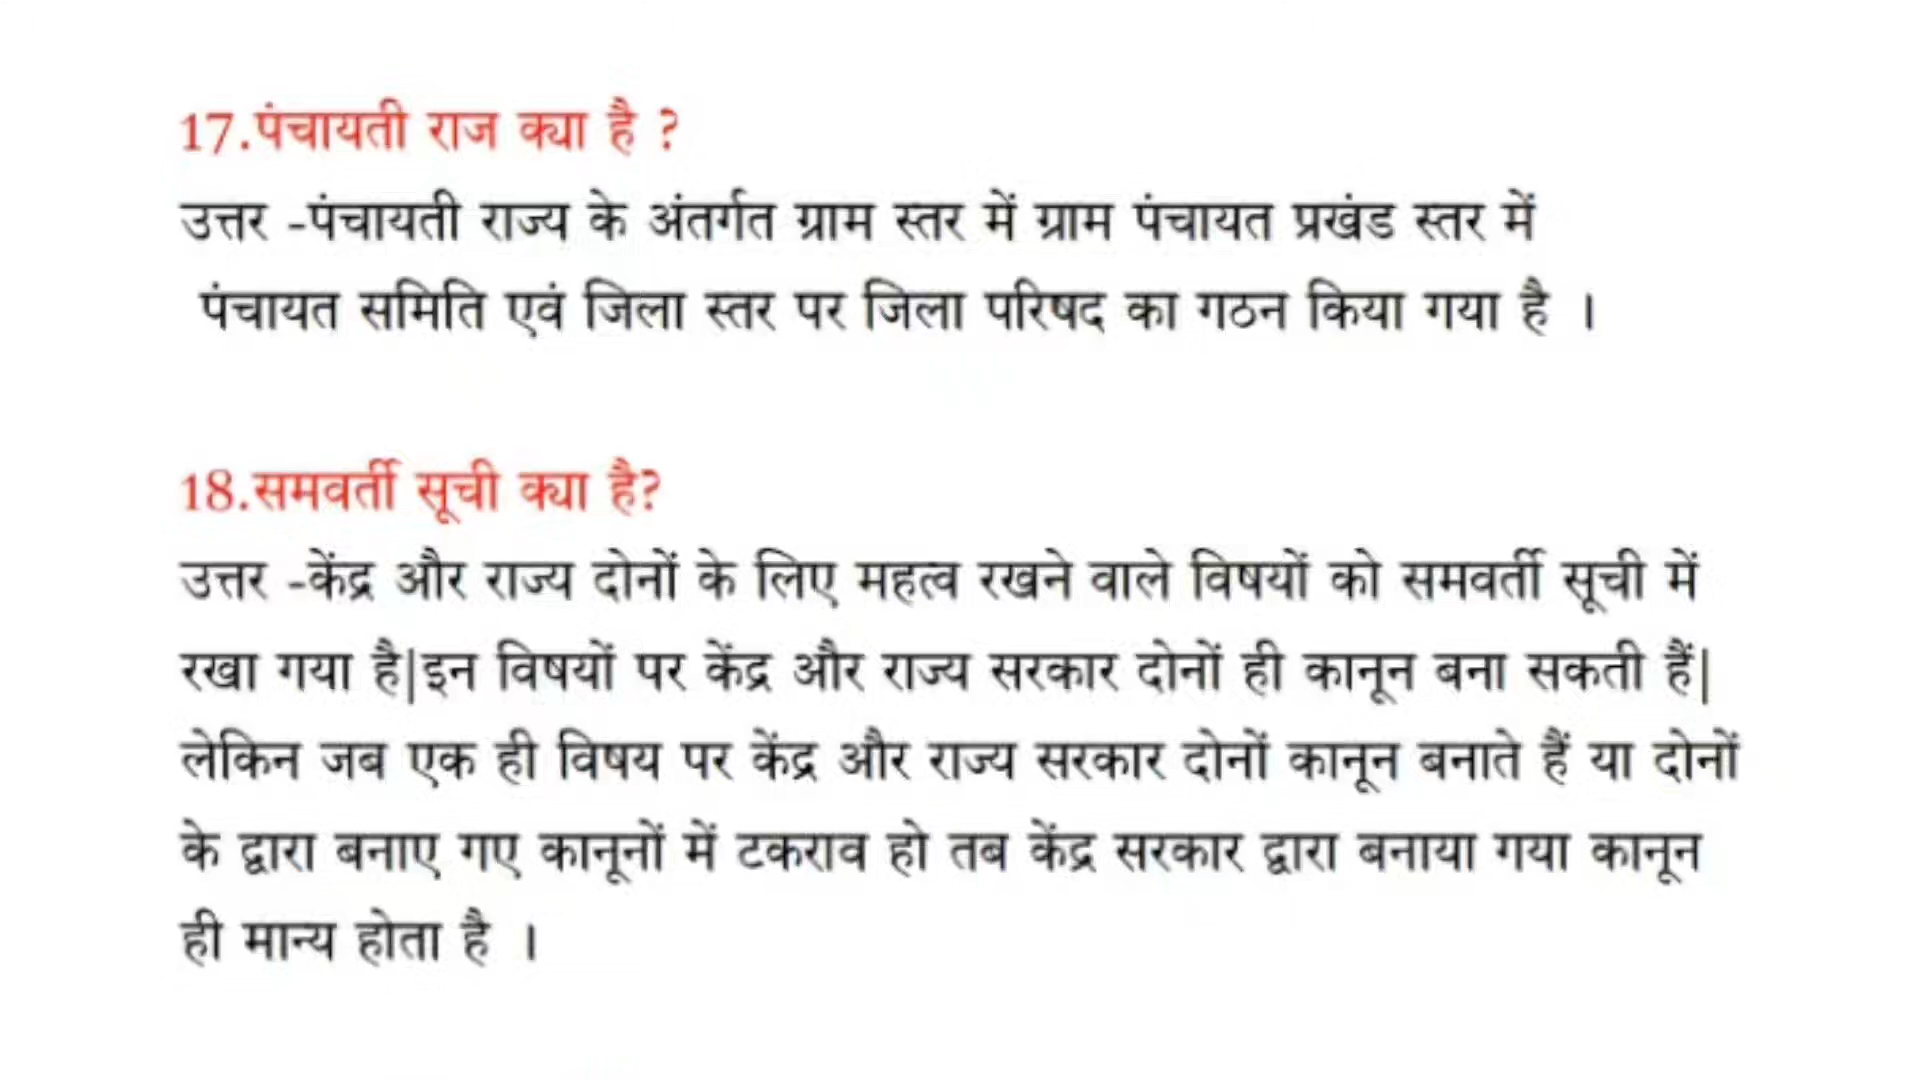 17.पंचायती राज क्या है ?
उत्तर -पंचायती राज्य के अंतर्गत ग्राम स्तर में ग्राम पंचायत प्रखंड स्तर में
पंचायत समिति एवं जिला स्तर पर जिला परिषद का गठन किया गया है ।
18.समवर्ती सूची क्या है?
उत्तर -केंद्र और राज्य दोनों के लिए महत्व रखने वाले विषयों को समवर्ती सूची में
रखा गया है|इन विषयों पर केंद्र और राज्य सरकार दोनों ही कानून बना सकती हैं|
लेकिन जब एक ही विषय पर केंद्र और राज्य सरकार दोनों कानून बनाते हैं या दोनों
के द्वारा बनाए गए कानूनों में टकराव हो तब केंद्र सरकार द्वारा बनाया गया कानून
ही मान्य होता है ।